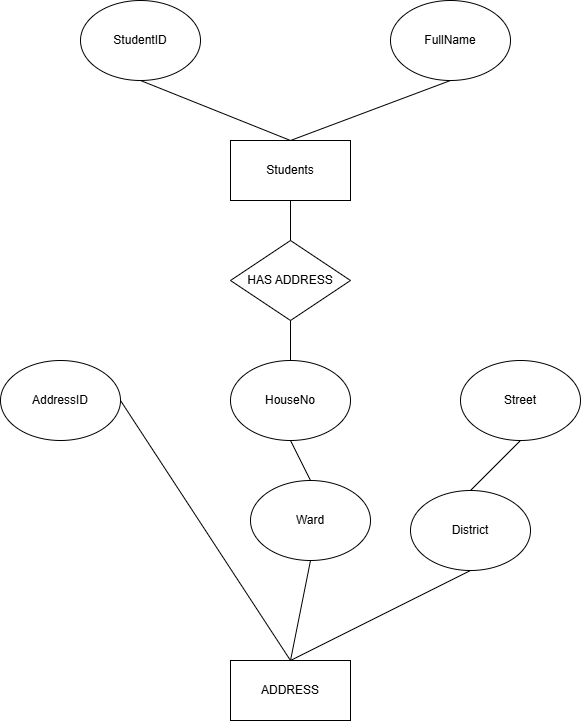 StudentID
FullName
Students
HAS ADDRESS
AddressID
HouseNo
Street
Ward
District
ADDRESS